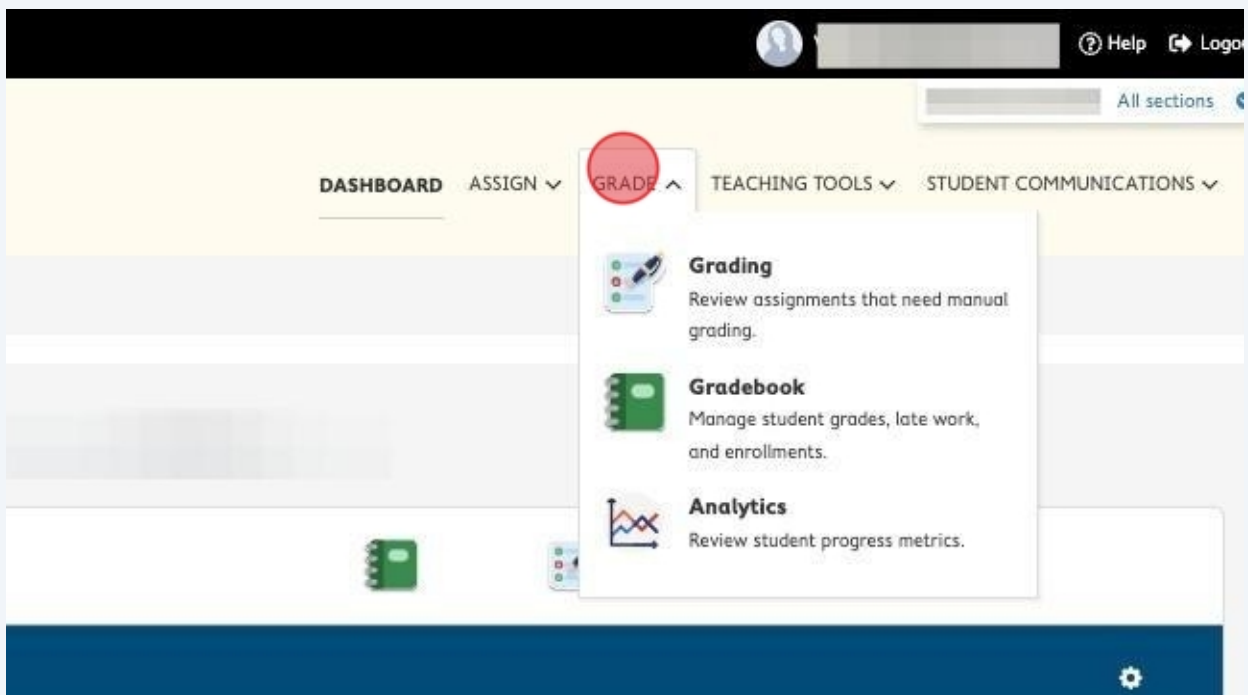 Help Logo
All sections
DASHBOARD ASSIGN GRADE TEACHING TOOLS STUDENT COMMUNICATIONS
Grading
Review assignments that need manual
grading.
Gradebook
Manage student grades, late work,
and enrollments.
Analytics
Review student progress metrics.